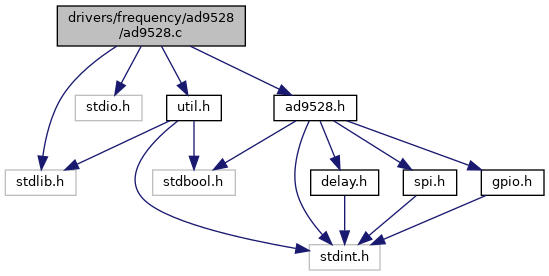 drivers/frequency/ad9528
/ad9528.c
stdio.h
util.h
ad9528.h
stdlib.h
stdbool.h
delay.h
spi.h
gpio.h
stdint.h